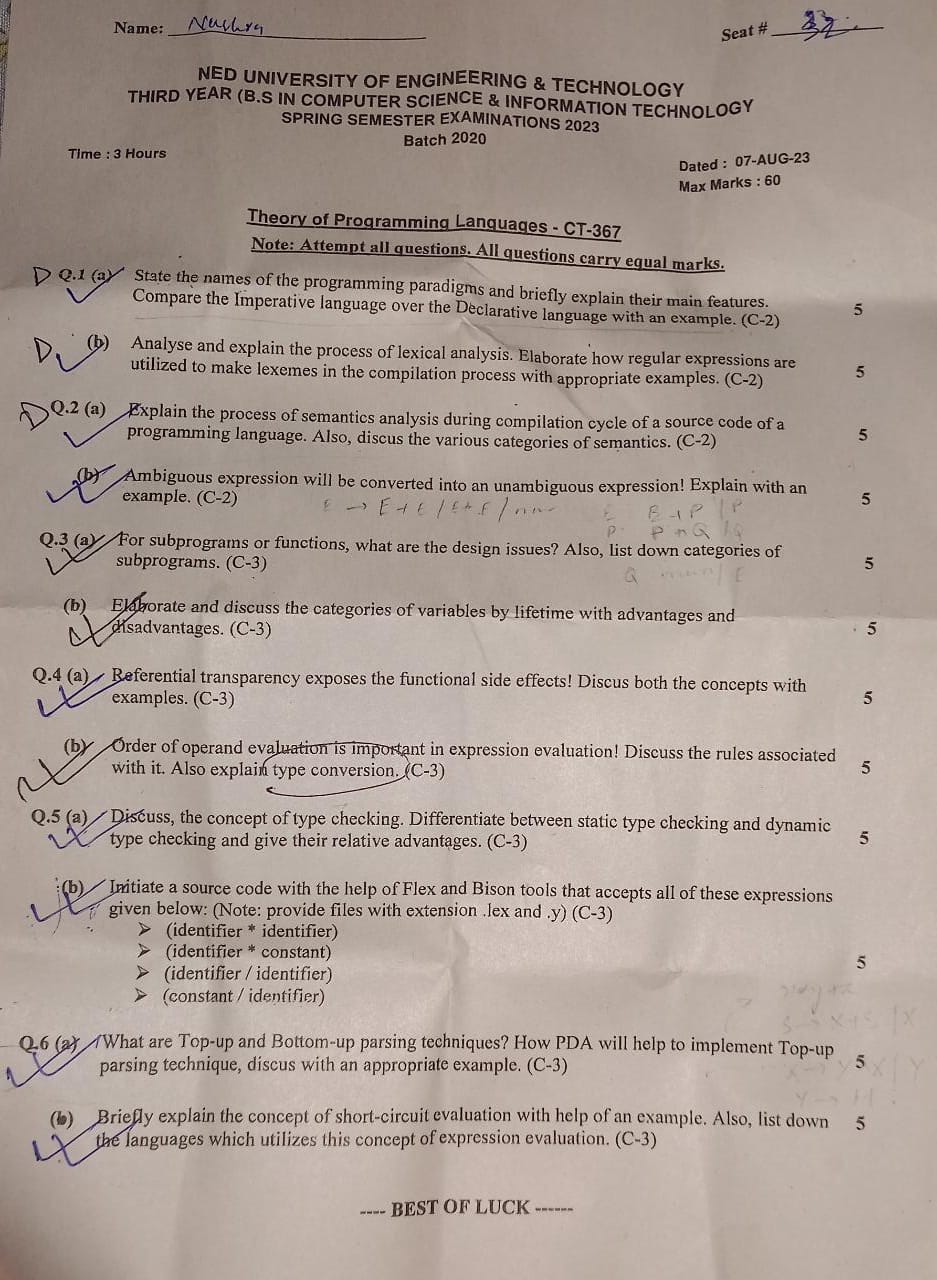 Name: Nashra
Seat # 32
NED UNIVERSITY OF ENGINEERING & TECHNOLOGY
THIRD YEAR (B.S IN COMPUTER SCIENCE & INFORMATION TECHNOLOGY
SPRING SEMESTER EXAMINATIONS 2023
Batch 2020
Time : 3 Hours
Dated : 07-AUG-23
Max Marks : 60
Theory of Programming Languages - CT-367
Note: Attempt all questions. All questions carry equal marks.
Q.1 (a) State the names of the programming paradigms and briefly explain their main features.
Compare the Imperative language over the Declarative language with an example. (C-2) 5
(b) Analyse and explain the process of lexical analysis. Elaborate how regular expressions are
utilized to make lexemes in the compilation process with appropriate examples. (C-2) 5
Q.2 (a) Explain the process of semantics analysis during compilation cycle of a source code of a
programming language. Also, discus the various categories of semantics. (C-2) 5
(b) Ambiguous expression will be converted into an unambiguous expression! Explain with an
example. (C-2) 5
Q.3 (a) For subprograms or functions, what are the design issues? Also, list down categories of
subprograms. (C-3) 5
(b) Elaborate and discuss the categories of variables by lifetime with advantages and
disadvantages. (C-3) 5
Q.4 (a) Referential transparency exposes the functional side effects! Discus both the concepts with
examples. (C-3) 5
(b) Order of operand evaluation is important in expression evaluation! Discuss the rules associated
with it. Also explain type conversion. (C-3) 5
Q.5 (a) Discuss, the concept of type checking. Differentiate between static type checking and dynamic
type checking and give their relative advantages. (C-3) 5
(b) Initiate a source code with the help of Flex and Bison tools that accepts all of these expressions
given below: (Note: provide files with extension .lex and .y) (C-3)
➢ (identifier * identifier)
➢ (identifier * constant)
➢ (identifier / identifier) 5
➢ (constant / identifier)
Q.6 (a) What are Top-up and Bottom-up parsing techniques? How PDA will help to implement Top-up
parsing technique, discus with an appropriate example. (C-3) 5
(b) Briefly explain the concept of short-circuit evaluation with help of an example. Also, list down 5
the languages which utilizes this concept of expression evaluation. (C-3)
---- BEST OF LUCK ------